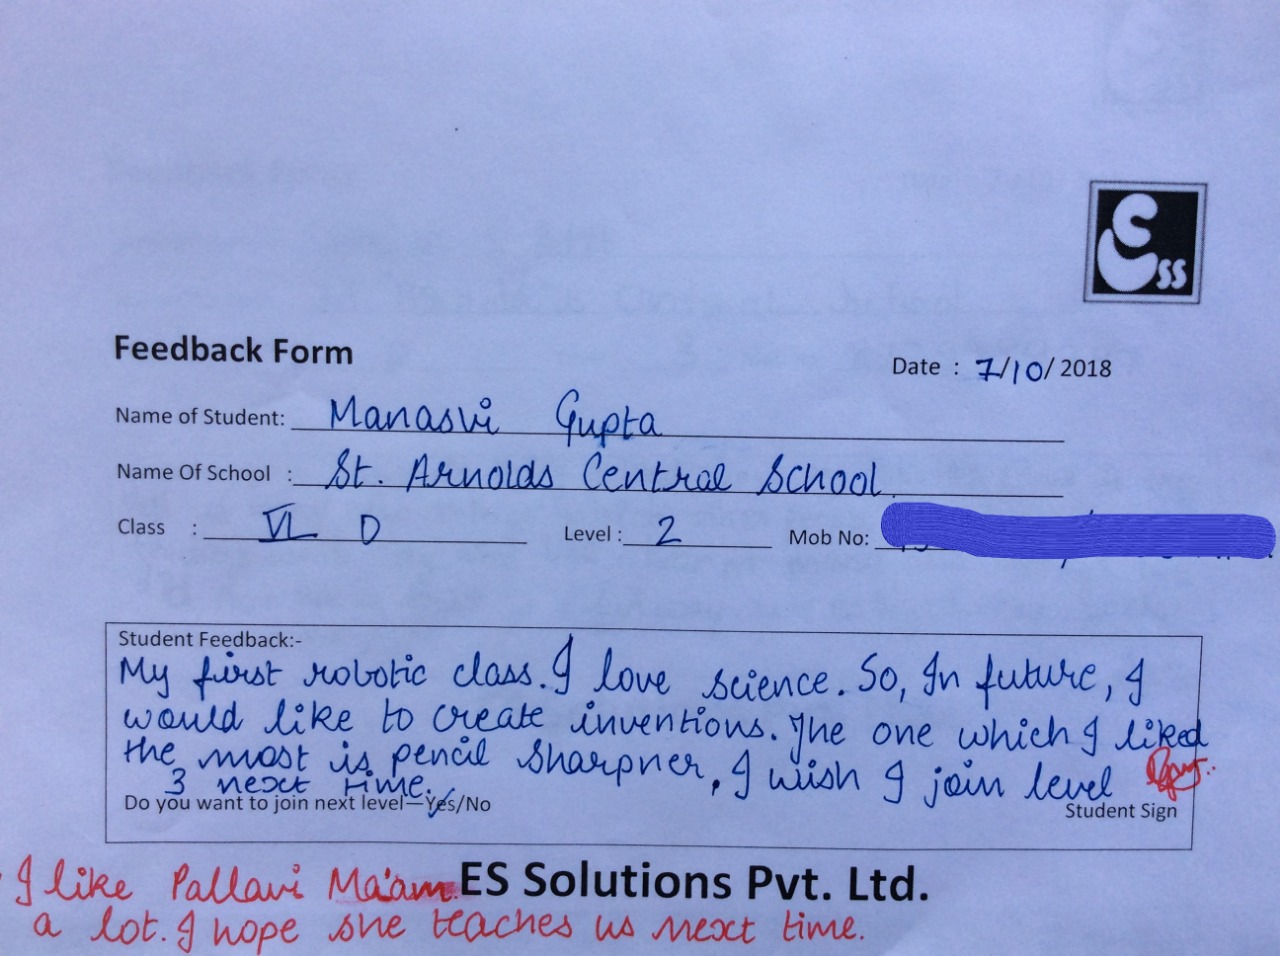 ESS
Feedback Form
Date : 7/10/2018
Name of Student: Manasvi Gupta
Name Of School : St. Arnolds Central School
Class : VI D Level : 2 Mob No:
Student Feedback:-
My first robotic class. I love science. So, In future, I
would like to create inventions. The one which I liked
the most is pencil sharpner, I wish I join level
3 next time.
Do you want to join next level—Yes/No
Student Sign
ES Solutions Pvt. Ltd.
I like Pallavi Ma'am.
a lot. I hope she teaches us next time.